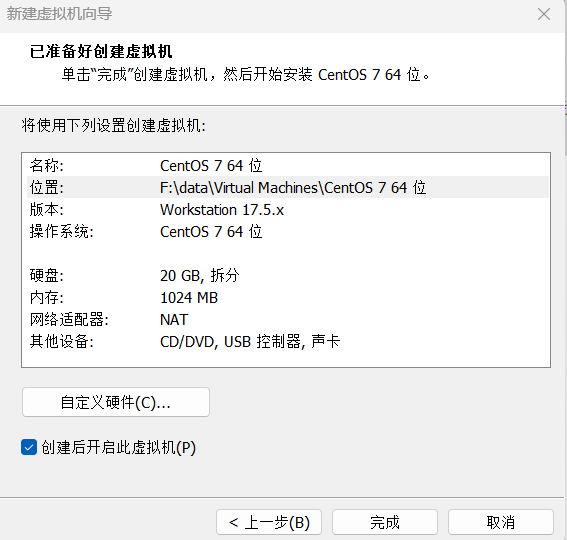 新建虚拟机向导
已准备好创建虚拟机
单击“完成”创建虚拟机，然后开始安装 CentOS 7 64 位。
将使用下列设置创建虚拟机:
名称: CentOS 7 64 位
位置: F:\data\Virtual Machines\CentOS 7 64 位
版本: Workstation 17.5.x
操作系统: CentOS 7 64 位
硬盘: 20 GB, 拆分
内存: 1024 MB
网络适配器: NAT
其他设备: CD/DVD, USB 控制器, 声卡
自定义硬件(C)...
创建后开启此虚拟机(P)
< 上一步(B) 完成 取消